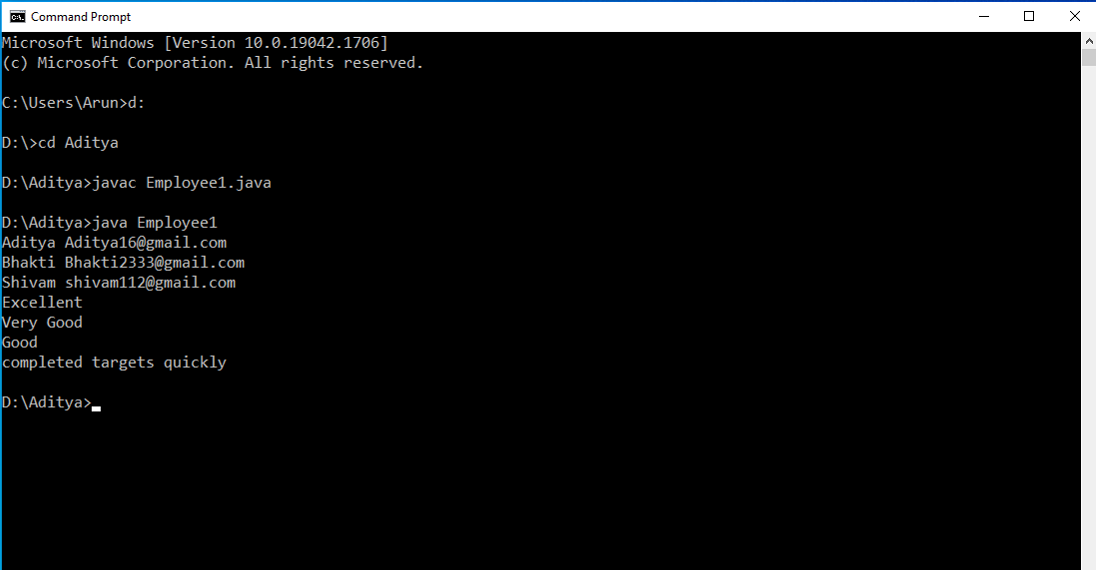 Command Prompt
Microsoft Windows [Version 10.0.19042.1706]
(c) Microsoft Corporation. All rights reserved.
C:\Users\Arun>d:
D:\>cd Aditya
D:\Aditya>javac Employee1.java
D:\Aditya>java Employee1
Aditya Aditya16@gmail.com
Bhakti Bhakti2333@gmail.com
Shivam shivam112@gmail.com
Excellent
Very Good
Good
completed targets quickly
D:\Aditya>